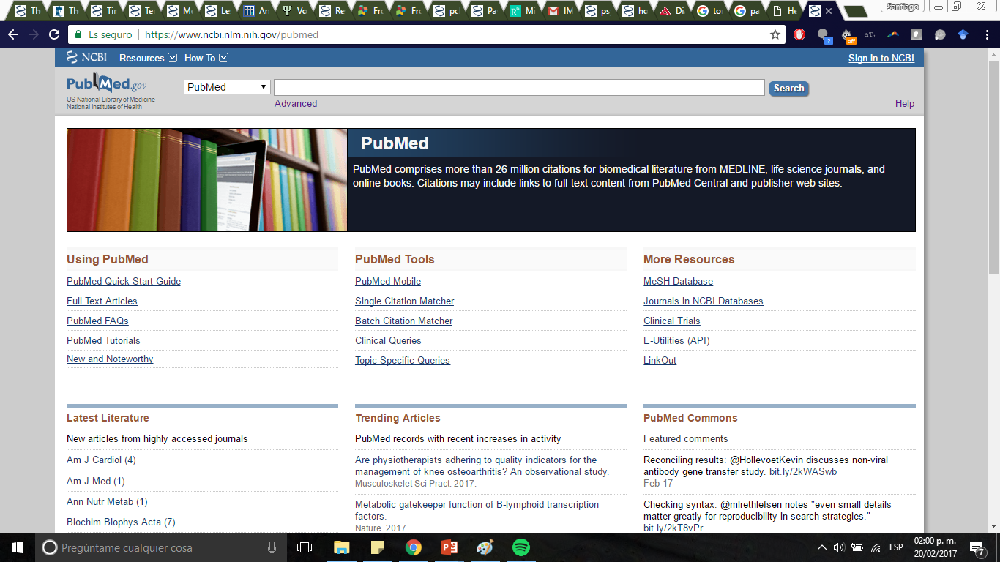 Th
Th
Tir
Te
Me
Le
Ar
Vo
Re
Fro
Fro
pc
Pa
Mi
IM
ps
ho
Di
to
pa
He
Santiago
Es seguro
https://www.ncbi.nlm.nih.gov/pubmed
off
aT.
NCBI Resources How To Sign in to NCBI
PubMed.gov
US National Library of Medicine
National Institutes of Health
PubMed
Search
Advanced
Help
PubMed
PubMed comprises more than 26 million citations for biomedical literature from MEDLINE, life science journals, and
online books. Citations may include links to full-text content from PubMed Central and publisher web sites.
Using PubMed
PubMed Quick Start Guide
Full Text Articles
PubMed FAQs
PubMed Tutorials
New and Noteworthy
PubMed Tools
PubMed Mobile
Single Citation Matcher
Batch Citation Matcher
Clinical Queries
Topic-Specific Queries
More Resources
MeSH Database
Journals in NCBI Databases
Clinical Trials
E-Utilities (API)
LinkOut
Latest Literature
New articles from highly accessed journals
Am J Cardiol (4)
Am J Med (1)
Ann Nutr Metab (1)
Biochim Biophys Acta (7)
Trending Articles
PubMed records with recent increases in activity
Are physiotherapists adhering to quality indicators for the
management of knee osteoarthritis? An observational study.
Musculoskelet Sci Pract. 2017.
Metabolic gatekeeper function of B-lymphoid transcription
factors.
Nature. 2017.
PubMed Commons
Featured comments
Reconciling results: @HollevoetKevin discusses non-viral
antibody gene transfer study. bit.ly/2kWASwb
Feb 17
Checking syntax: @mlrethlefsen notes "even small details
matter greatly for reproducibility in search strategies."
bit.ly/2kT8vPr
Pregúntame cualquier cosa
ESP
02:00 p. m.
20/02/2017
7